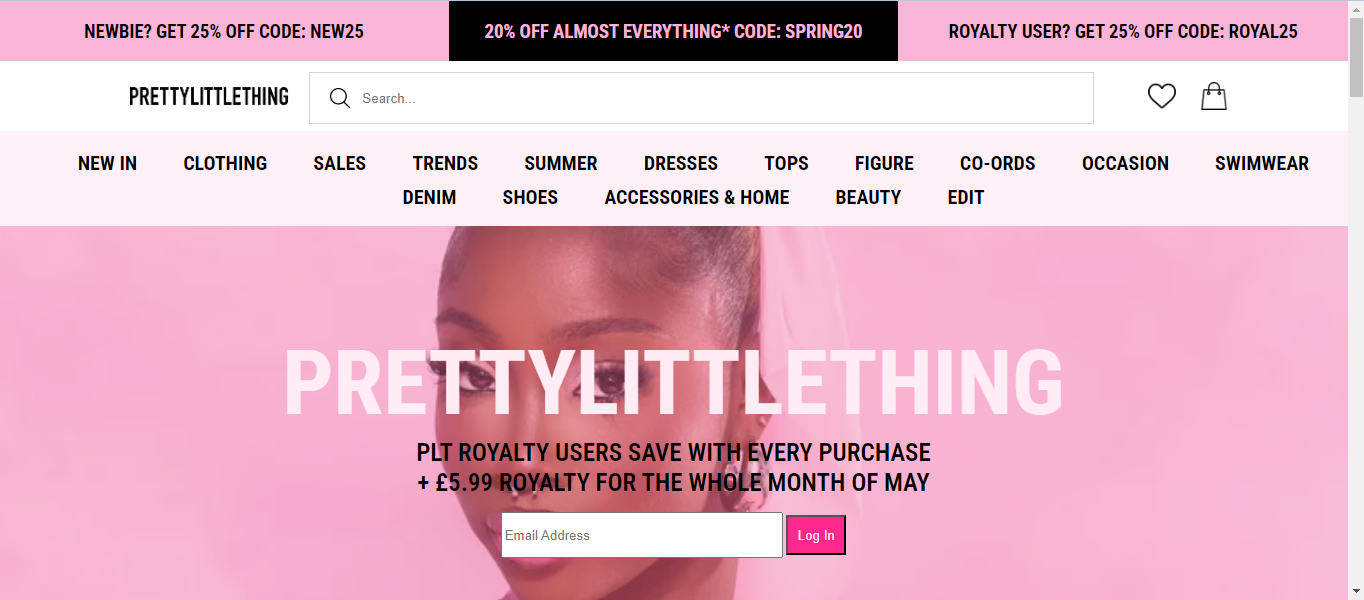 NEWBIE? GET 25% OFF CODE: NEW25
20% OFF ALMOST EVERYTHING* CODE: SPRING20
ROYALTY USER? GET 25% OFF CODE: ROYAL25
PRETTYLITTLETHING
Search...
NEW IN CLOTHING SALES TRENDS SUMMER DRESSES TOPS FIGURE CO-ORDS OCCASION SWIMWEAR
DENIM SHOES ACCESSORIES & HOME BEAUTY EDIT
PRETTYLITTLETHING
PLT ROYALTY USERS SAVE WITH EVERY PURCHASE
+ £5.99 ROYALTY FOR THE WHOLE MONTH OF MAY
Email Address
Log In